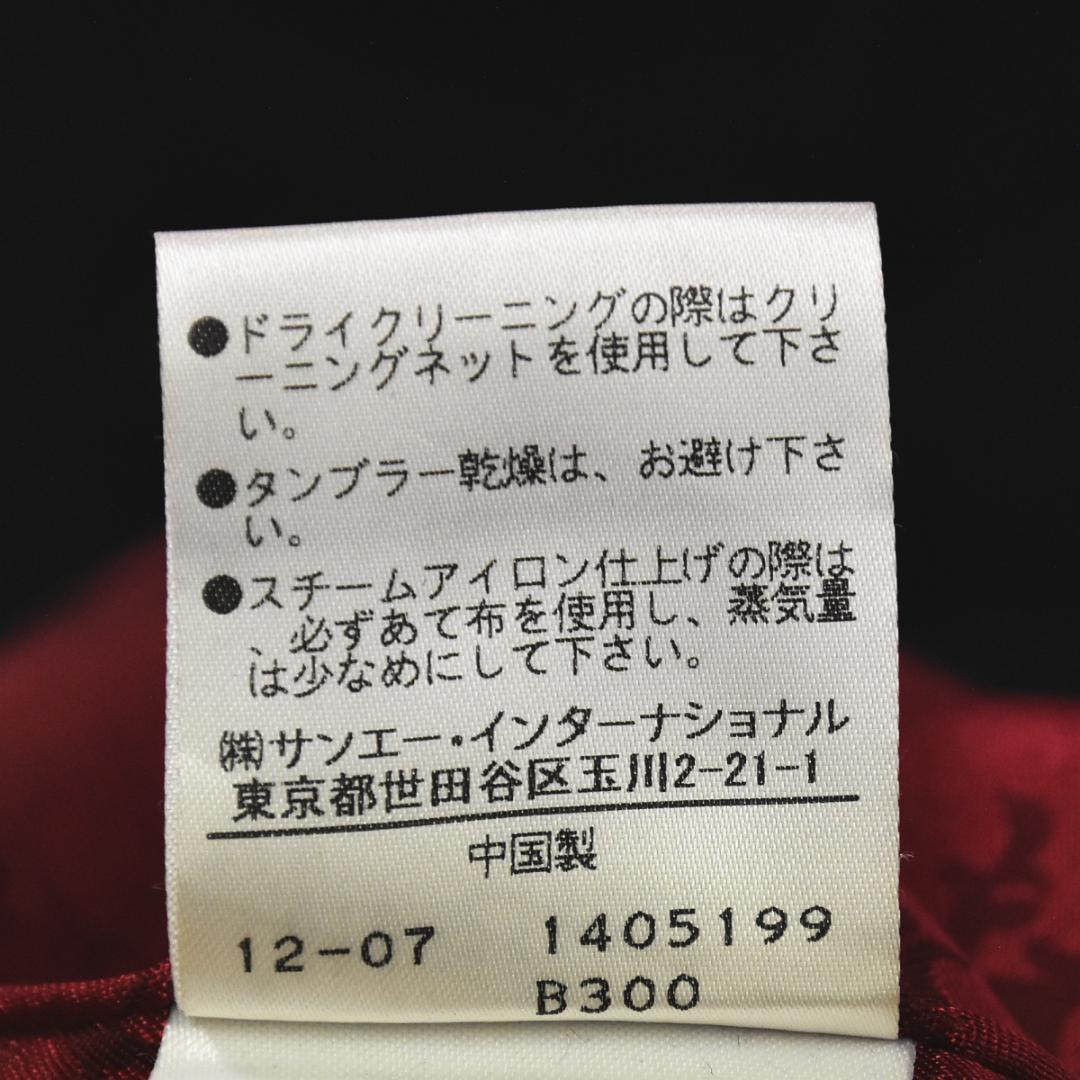 ●ドライクリーニングの際はクリ
ーニングネットを使用して下さ
い。
●タンブラー乾燥は、お避け下さ
い。
●スチームアイロン仕上げの際は
、必ずあて布を使用し、蒸気量
は少なめにして下さい。
㈱サンエー・インターナショナル
東京都世田谷区玉川2-21-1
中国製
12-07 1405199
B300